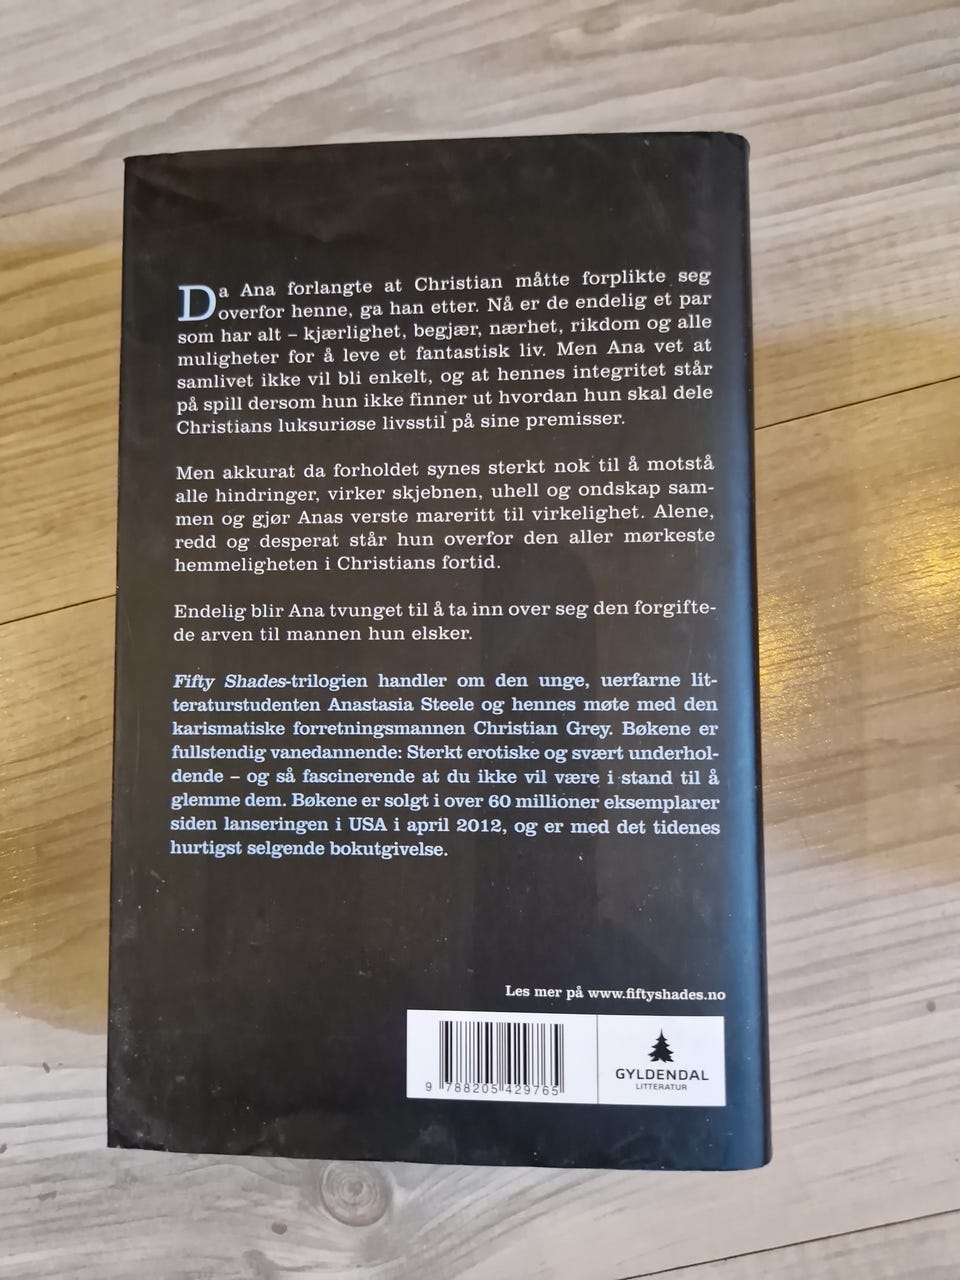 Da Ana forlangte at Christian måtte forplikte seg
overfor henne, ga han etter. Nå er de endelig et par
som har alt – kjærlighet, begjær, nærhet, rikdom og alle
muligheter for å leve et fantastisk liv. Men Ana vet at
samlivet ikke vil bli enkelt, og at hennes integritet står
på spill dersom hun ikke finner ut hvordan hun skal dele
Christians luksuriøse livsstil på sine premisser.
Men akkurat da forholdet synes sterkt nok til å motstå
alle hindringer, virker skjebnen, uhell og ondskap sam-
men og gjør Anas verste mareritt til virkelighet. Alene,
redd og desperat står hun overfor den aller mørkeste
hemmeligheten i Christians fortid.
Endelig blir Ana tvunget til å ta inn over seg den forgifte-
de arven til mannen hun elsker.
Fifty Shades-trilogien handler om den unge, uerfarne lit-
teraturstudenten Anastasia Steele og hennes møte med den
karismatiske forretningsmannen Christian Grey. Bøkene er
fullstendig vanedannende: Sterkt erotiske og svært underhol-
dende – og så fascinerende at du ikke vil være i stand til å
glemme dem. Bøkene er solgt i over 60 millioner eksemplarer
siden lanseringen i USA i april 2012, og er med det tidenes
hurtigst selgende bokutgivelse.
Les mer på www.fiftyshades.no
9 788205 429765
GYLDENDAL
LITTERATUR